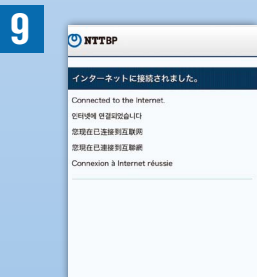 9
NTTBP
インターネットに接続されました。
Connected to the Internet.
인터넷에 연결되었습니다
您现在已连接到互联网
您現在已連接到互聯網
Connexion à Internet réussie